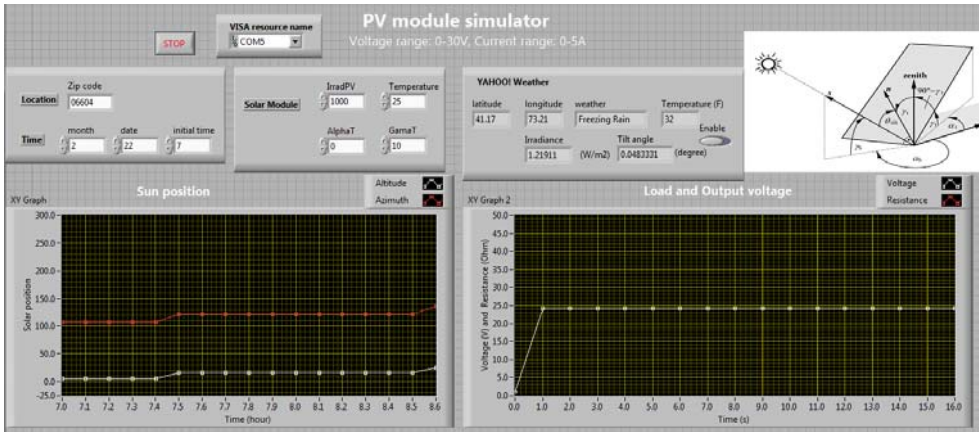 PV module simulator
Voltage range: 0-30V, Current range: 0-5A
STOP
VISA resource name
COM5
Location
Zip code
06604
Time
month
date
initial time
2
22
7
Solar Module
IrradPV
Temperature
1000
25
AlphaT
GamaT
0
10
YAHOO! Weather
latitude
longitude
weather
Temperature (F)
41.17
73.21
Freezing Rain
32
Enable
Irradiance
Tilt angle
1.21911
(W/m2)
0.0483331
(degree)
zenith
Sun position
Altitude
Azimuth
XY Graph
Solar position
300.0
250.0
200.0
150.0
100.0
50.0
0.0
-25.0
7.0 7.1 7.2 7.3 7.4 7.5 7.6 7.7 7.8 7.9 8.0 8.1 8.2 8.3 8.4 8.5 8.6
Time (hour)
Load and Output voltage
Voltage
Resistance
XY Graph 2
Voltage (V) and Resistance (Ohm)
50.0
45.0
40.0
35.0
30.0
25.0
20.0
15.0
10.0
5.0
0.0
0.0 1.0 2.0 3.0 4.0 5.0 6.0 7.0 8.0 9.0 10.0 11.0 12.0 13.0 14.0 15.0 16.0
Time (s)